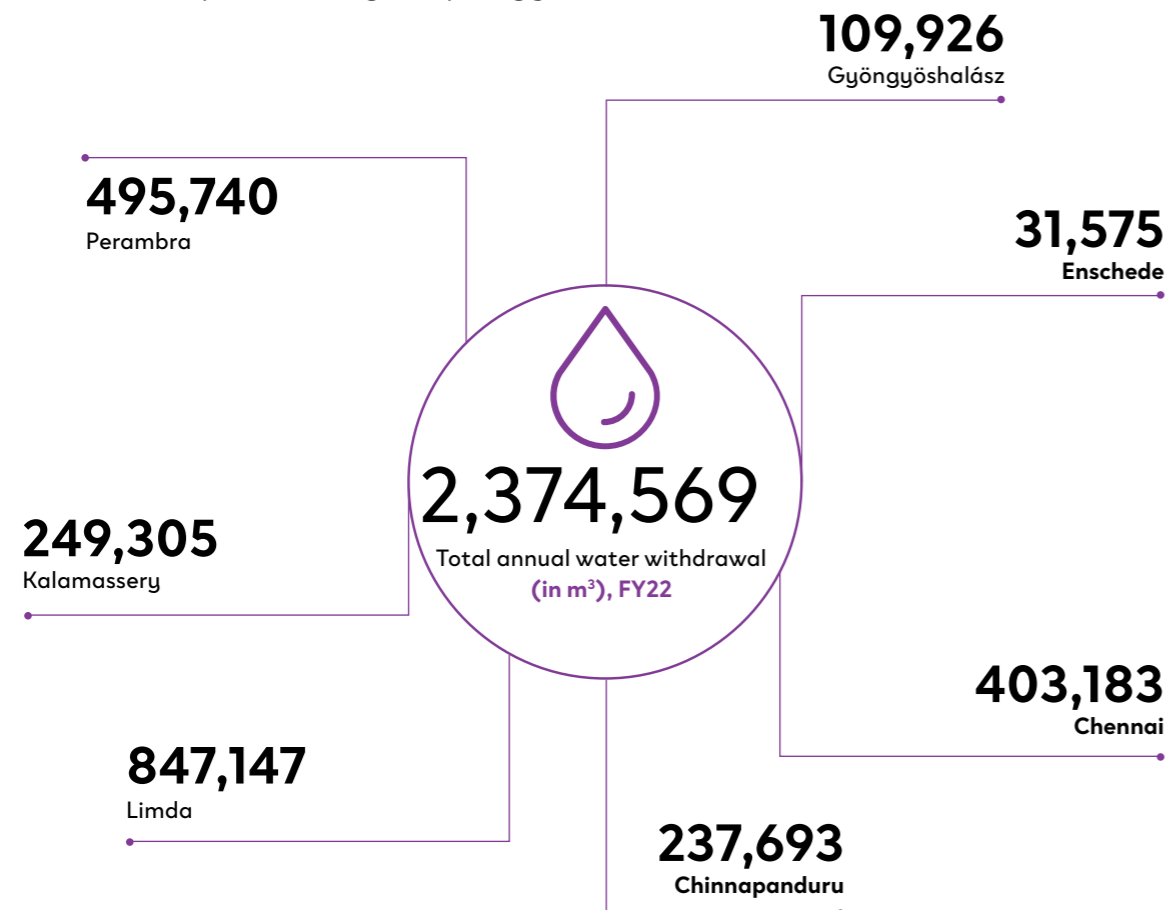 109,926
Gyöngyöshalász
495,740
Perambra
31,575
Enschede
2,374,569
Total annual water withdrawal
(in m³), FY22
249,305
Kalamassery
403,183
Chennai
847,147
Limda
237,693
Chinnapanduru